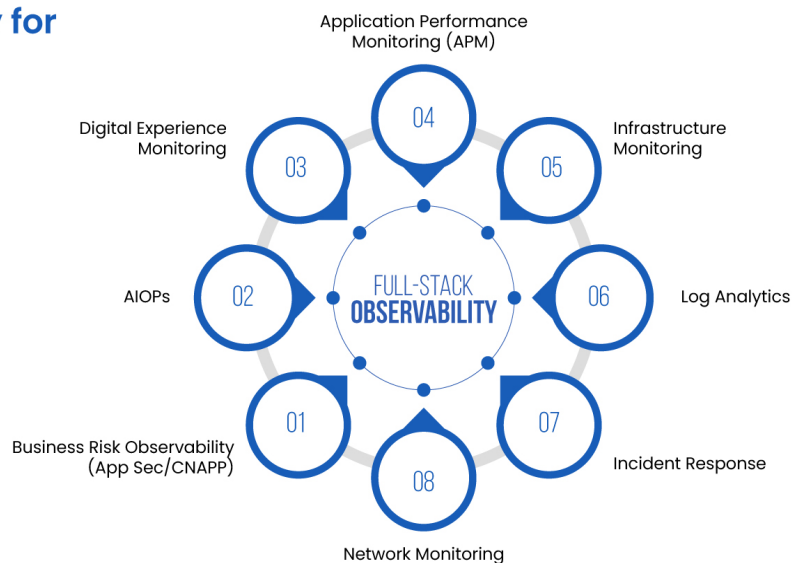 for
Application Performance
Monitoring (APM)
04
Digital Experience
Monitoring
03
Infrastructure
Monitoring
05
AIOPs
02
FULL-STACK
OBSERVABILITY
06
Log Analytics
01
Business Risk Observability
(App Sec/CNAPP)
07
Incident Response
08
Network Monitoring